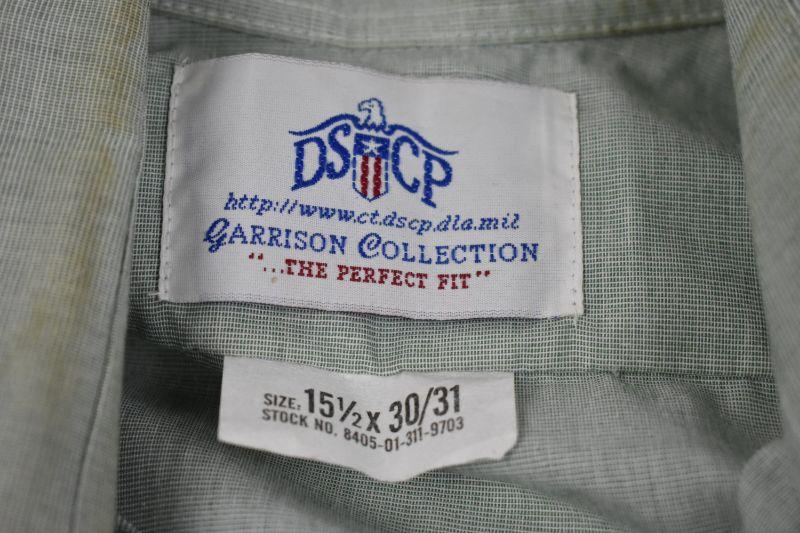 DSCP
http://www.ct.dscp.dla.mil
GARRISON COLLECTION
"...THE PERFECT FIT"
SIZE: 15½ X 30/31
STOCK NO. 8405-01-311-9703